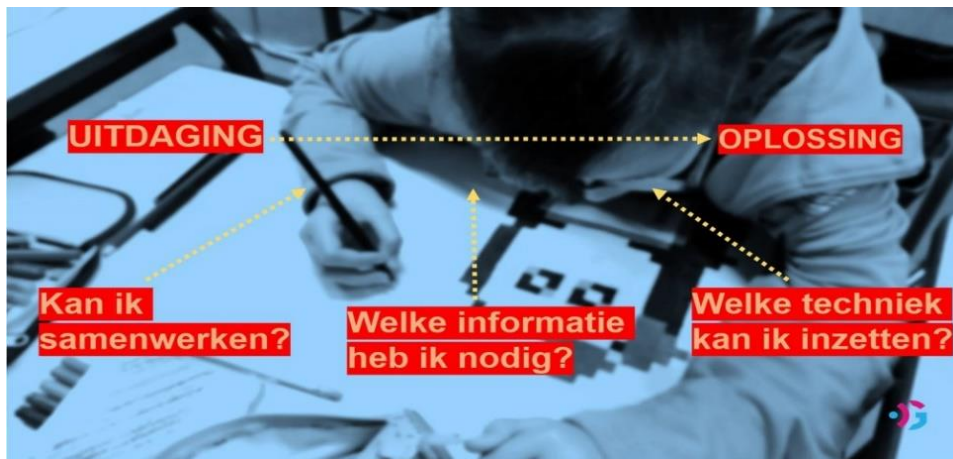 UITDAGING
OPLOSSING
Kan ik
samenwerken?
Welke informatie
heb ik nodig?
Welke techniek
kan ik inzetten?